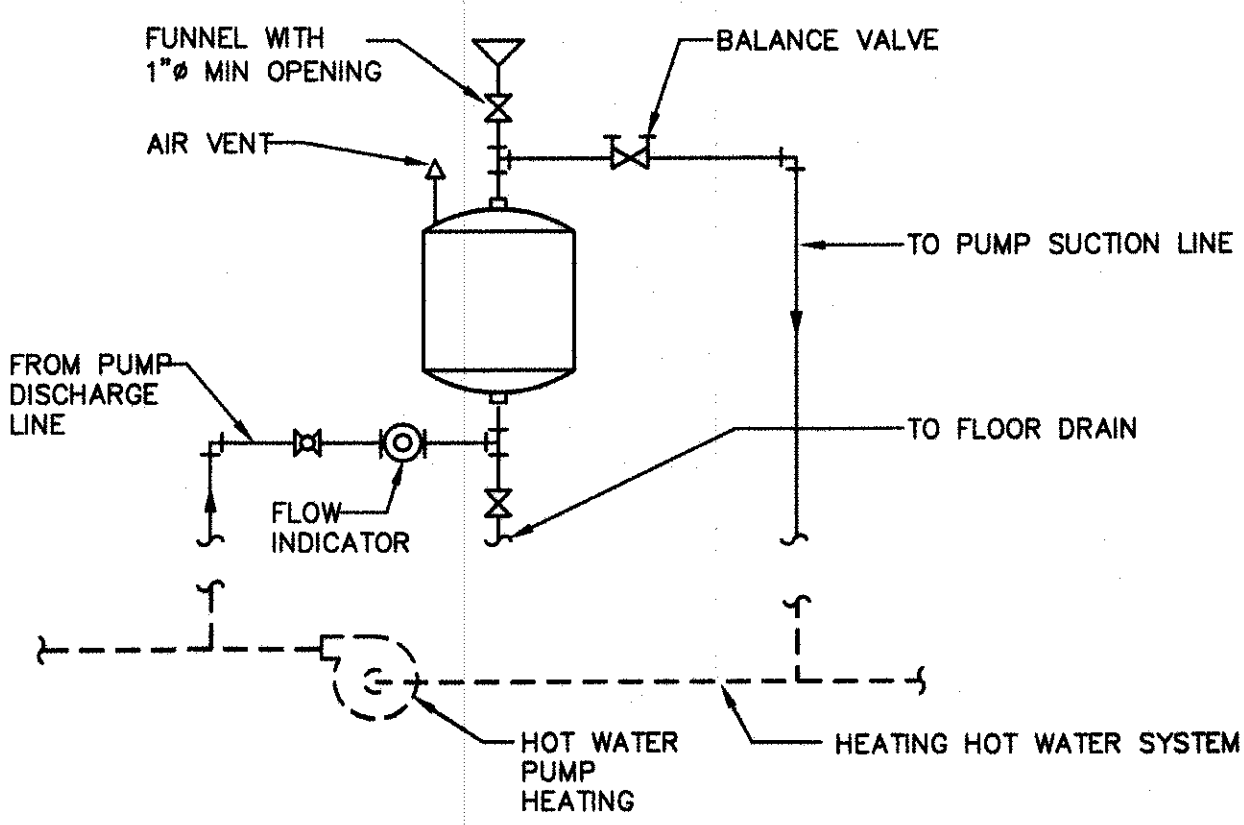 FUNNEL WITH
1"ø MIN OPENING
BALANCE VALVE
AIR VENT
TO PUMP SUCTION LINE
FROM PUMP
DISCHARGE
LINE
TO FLOOR DRAIN
FLOW
INDICATOR
HOT WATER
PUMP
HEATING
HEATING HOT WATER SYSTEM